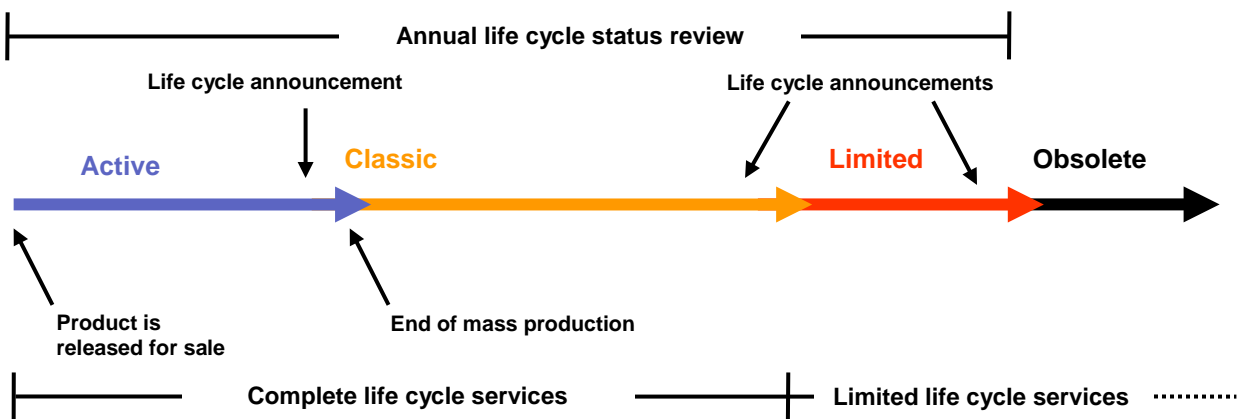 Annual life cycle status review
Life cycle announcement
Life cycle announcements
Active
Classic
Limited
Obsolete
Product is
released for sale
End of mass production
Complete life cycle services
Limited life cycle services